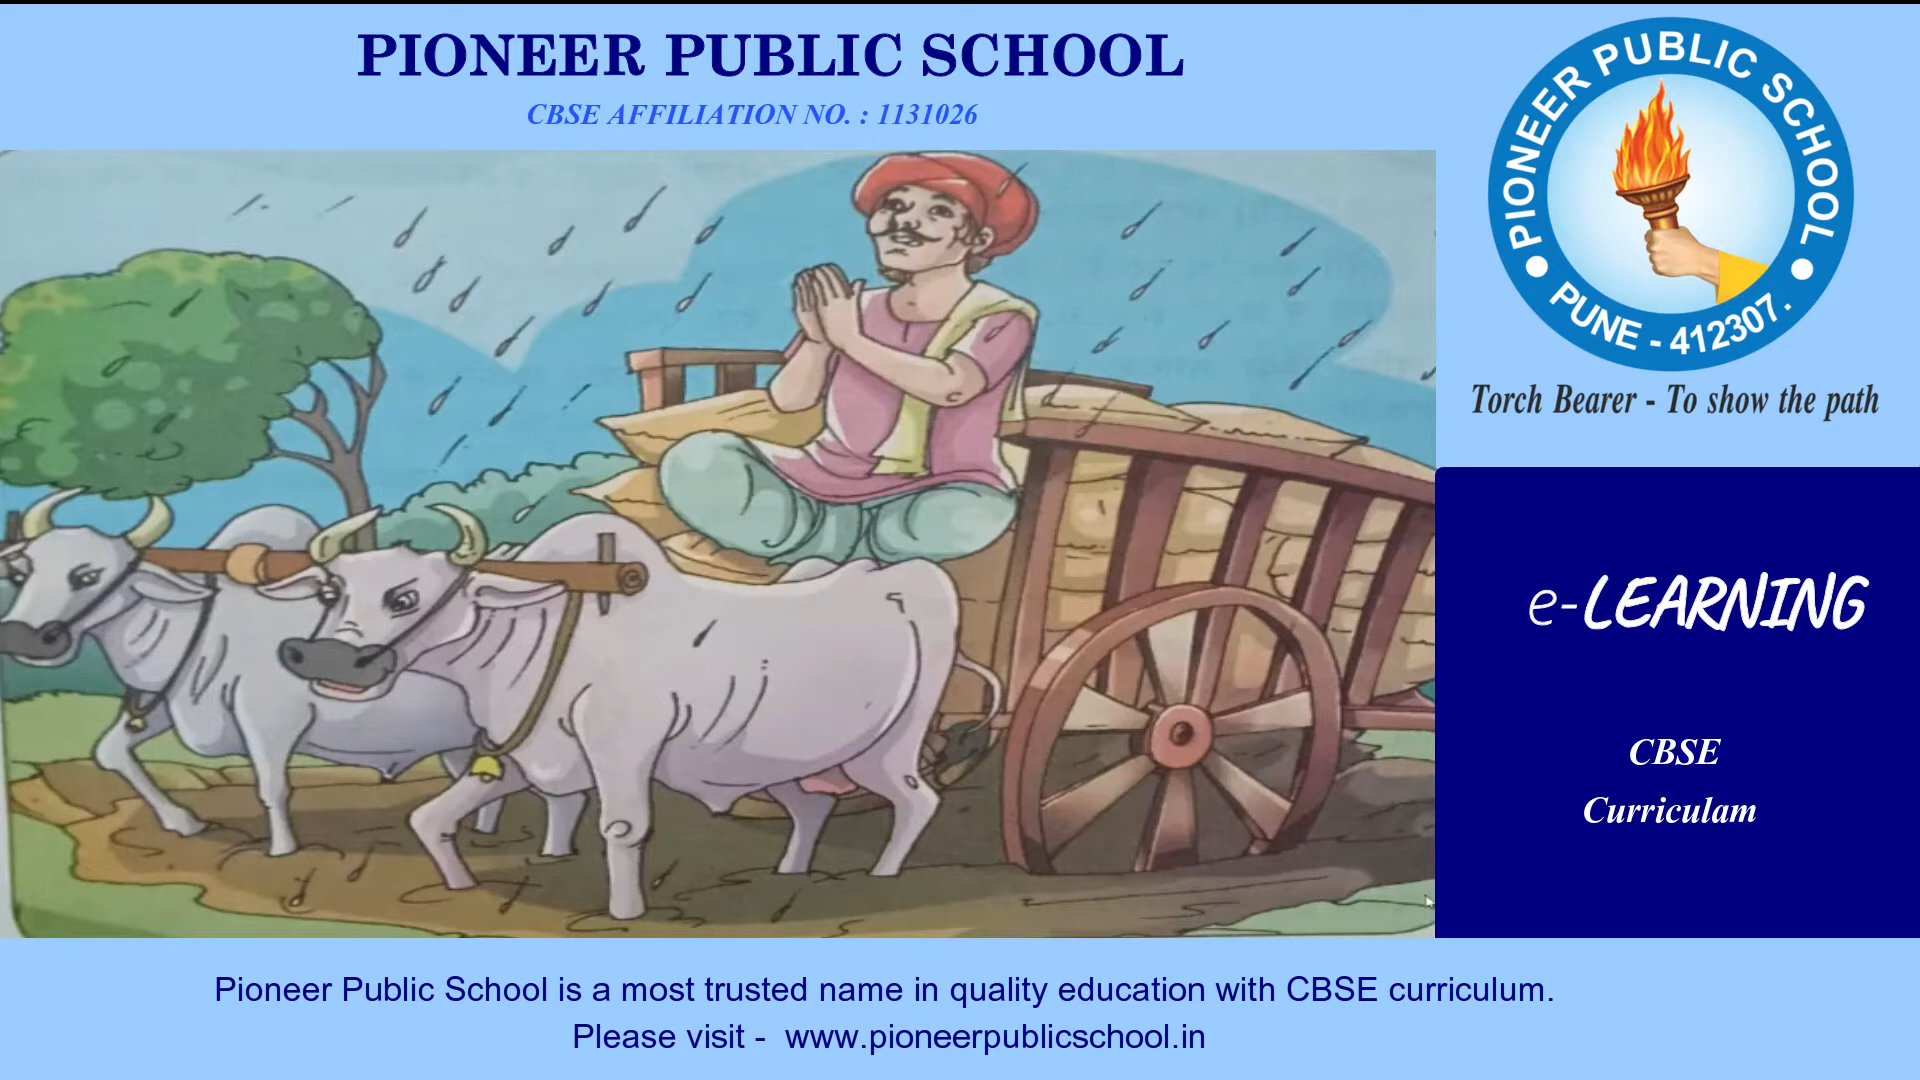 PIONEER PUBLIC SCHOOL
CBSE AFFILIATION NO. : 1131026
PIONEER PUBLIC SCHOOL
PUNE - 412307.
Torch Bearer - To show the path
e-LEARNING
CBSE
Curriculam
Pioneer Public School is a most trusted name in quality education with CBSE curriculum.
Please visit - www.pioneerpublicschool.in